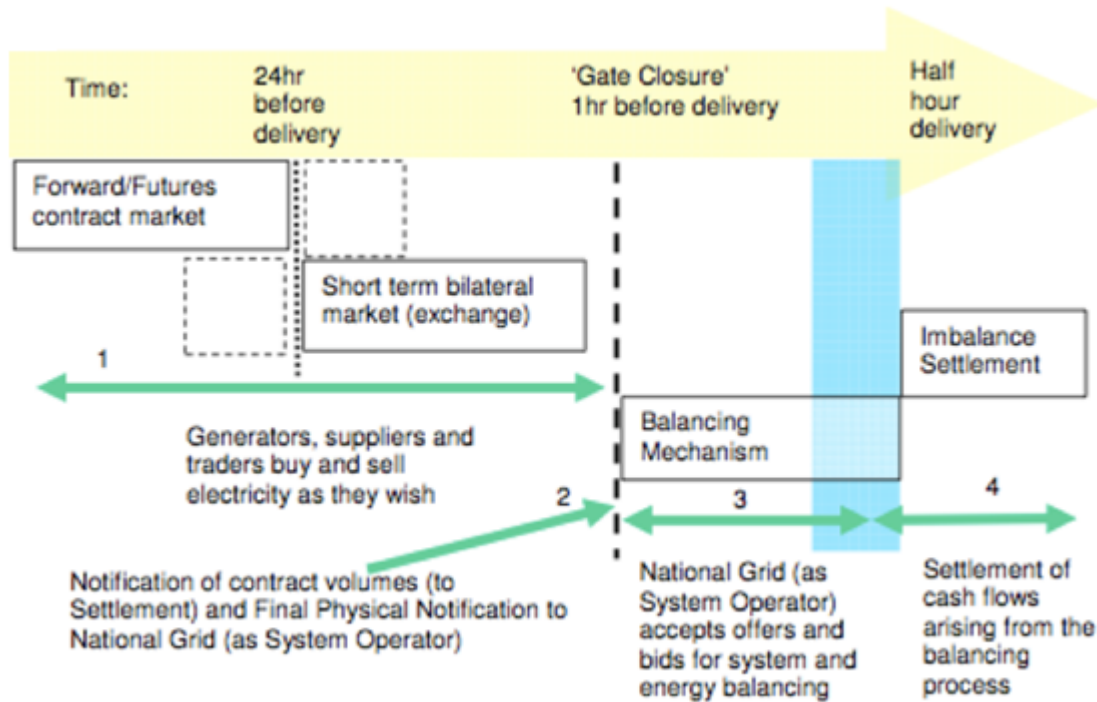 Time:
24hr
before
delivery
'Gate Closure'
1hr before delivery
Half
hour
delivery
Forward/Futures
contract market
Short term bilateral
market (exchange)
Imbalance
Settlement
1
Generators, suppliers and
traders buy and sell
electricity as they wish
Balancing
Mechanism
2
3
4
Notification of contract volumes (to
Settlement) and Final Physical Notification to
National Grid (as System Operator)
National Grid (as
System Operator)
accepts offers and
bids for system and
energy balancing
Settlement of
cash flows
arising from the
balancing
process